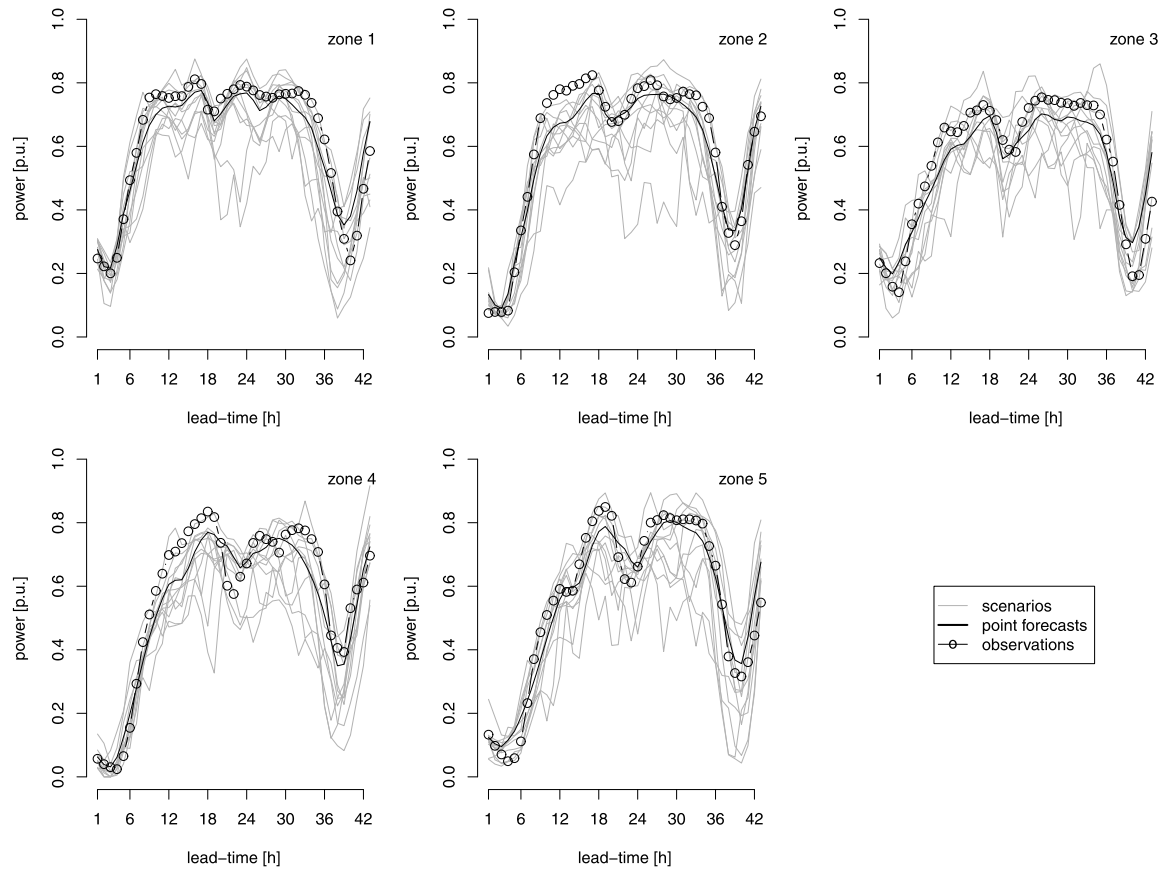 zone 1
1.0
0.8
0.6
0.4
0.2
0.0
power [p.u.]
1 6 12 18 24 30 36 42
lead−time [h]
zone 2
1.0
0.8
0.6
0.4
0.2
0.0
power [p.u.]
1 6 12 18 24 30 36 42
lead−time [h]
zone 3
1.0
0.8
0.6
0.4
0.2
0.0
power [p.u.]
1 6 12 18 24 30 36 42
lead−time [h]
zone 4
1.0
0.8
0.6
0.4
0.2
0.0
power [p.u.]
1 6 12 18 24 30 36 42
lead−time [h]
zone 5
1.0
0.8
0.6
0.4
0.2
0.0
power [p.u.]
1 6 12 18 24 30 36 42
lead−time [h]
scenarios
point forecasts
observations